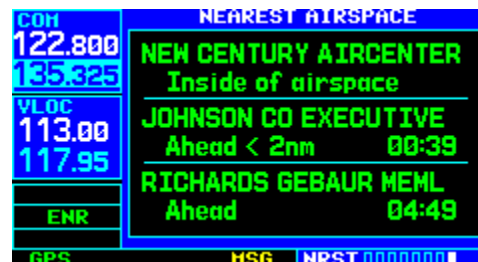 COM
122.800
135.325
VLOC
113.00
117.95
ENR
NEAREST AIRSPACE
NEW CENTURY AIRCENTER
Inside of airspace
JOHNSON CO EXECUTIVE
Ahead < 2nm 00:39
RICHARDS GEBAUR MEML
Ahead 04:49
GPS MSG NRST